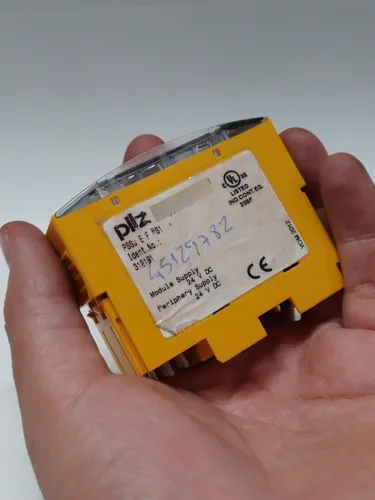 pilz
PSSu E F PS1
Ident.No.:
312191
45129782
Module Supply
24 V DC
Periphery Supply
24 V DC
CE
c UL us
LISTED
IND.CONT.EQ.